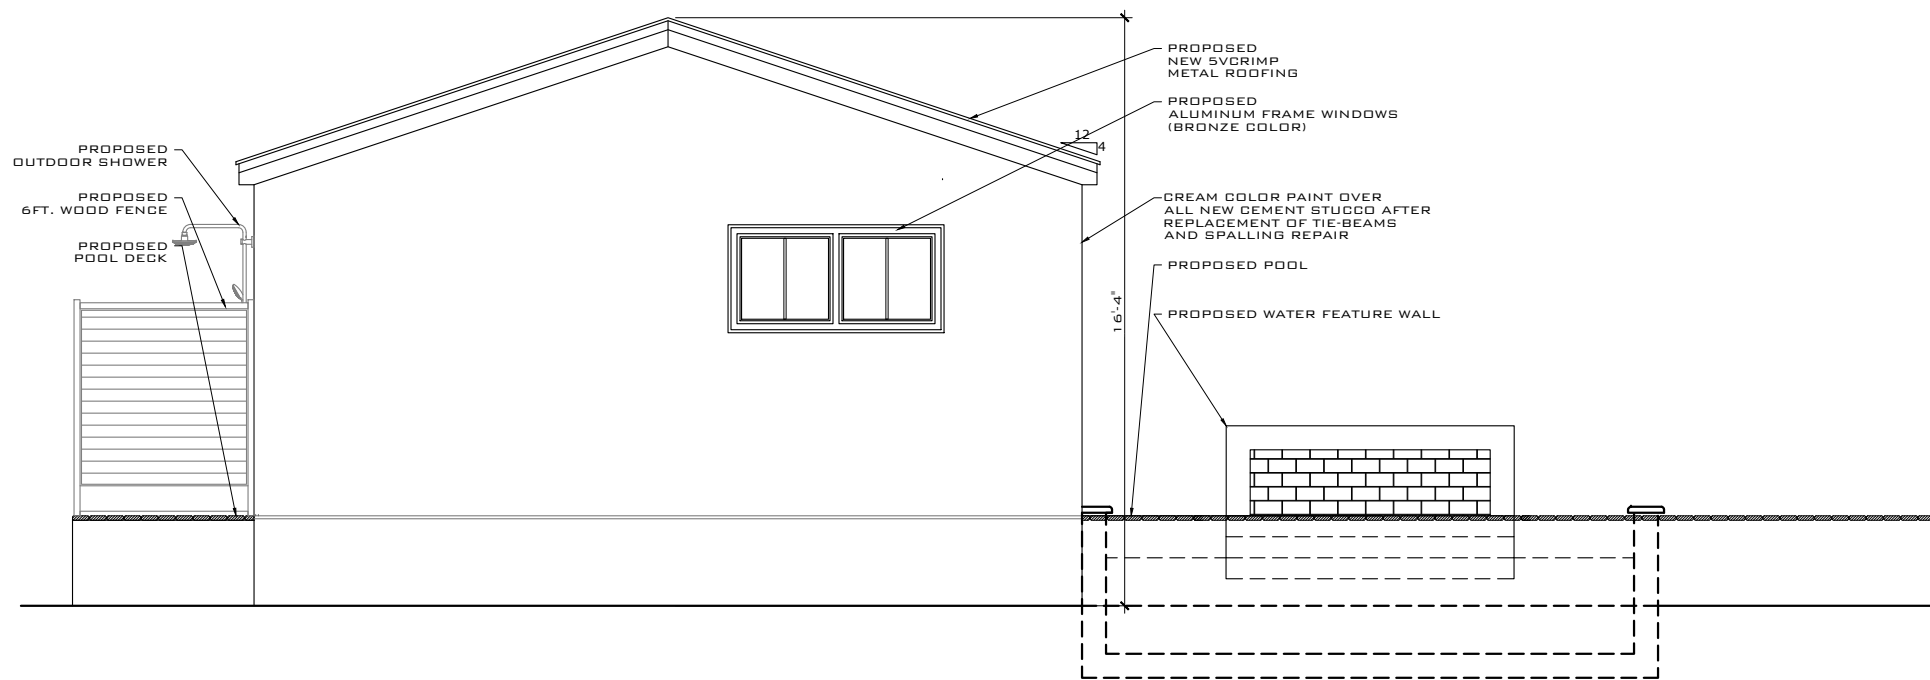 PROPOSED
OUTDOOR SHOWER
PROPOSED
6FT. WOOD FENCE
PROPOSED
POOL DECK
PROPOSED
NEW 5VCRIMP
METAL ROOFING
PROPOSED
ALUMINUM FRAME WINDOWS
(BRONZE COLOR)
12
4
CREAM COLOR PAINT OVER
ALL NEW CEMENT STUCCO AFTER
REPLACEMENT OF TIE-BEAMS
AND SPALLING REPAIR
PROPOSED POOL
16'-4"
PROPOSED WATER FEATURE WALL